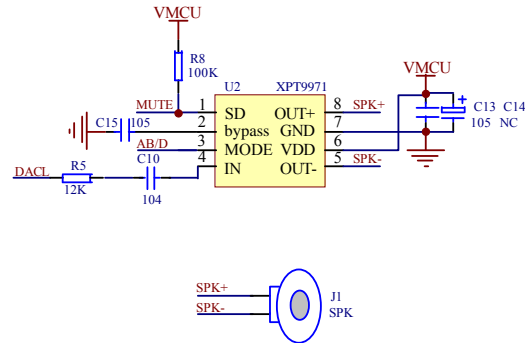 VMCU
R8
100K
U2
XPT9971
VMCU
MUTE
1 SD OUT+ 8 SPK+
C15 105
2 bypass GND 7
AB/D
3 MODE VDD 6
4 IN OUT- 5 SPK-
C13 C14
105 NC
DACL
R5
12K
C10
104
SPK+
SPK-
J1
SPK